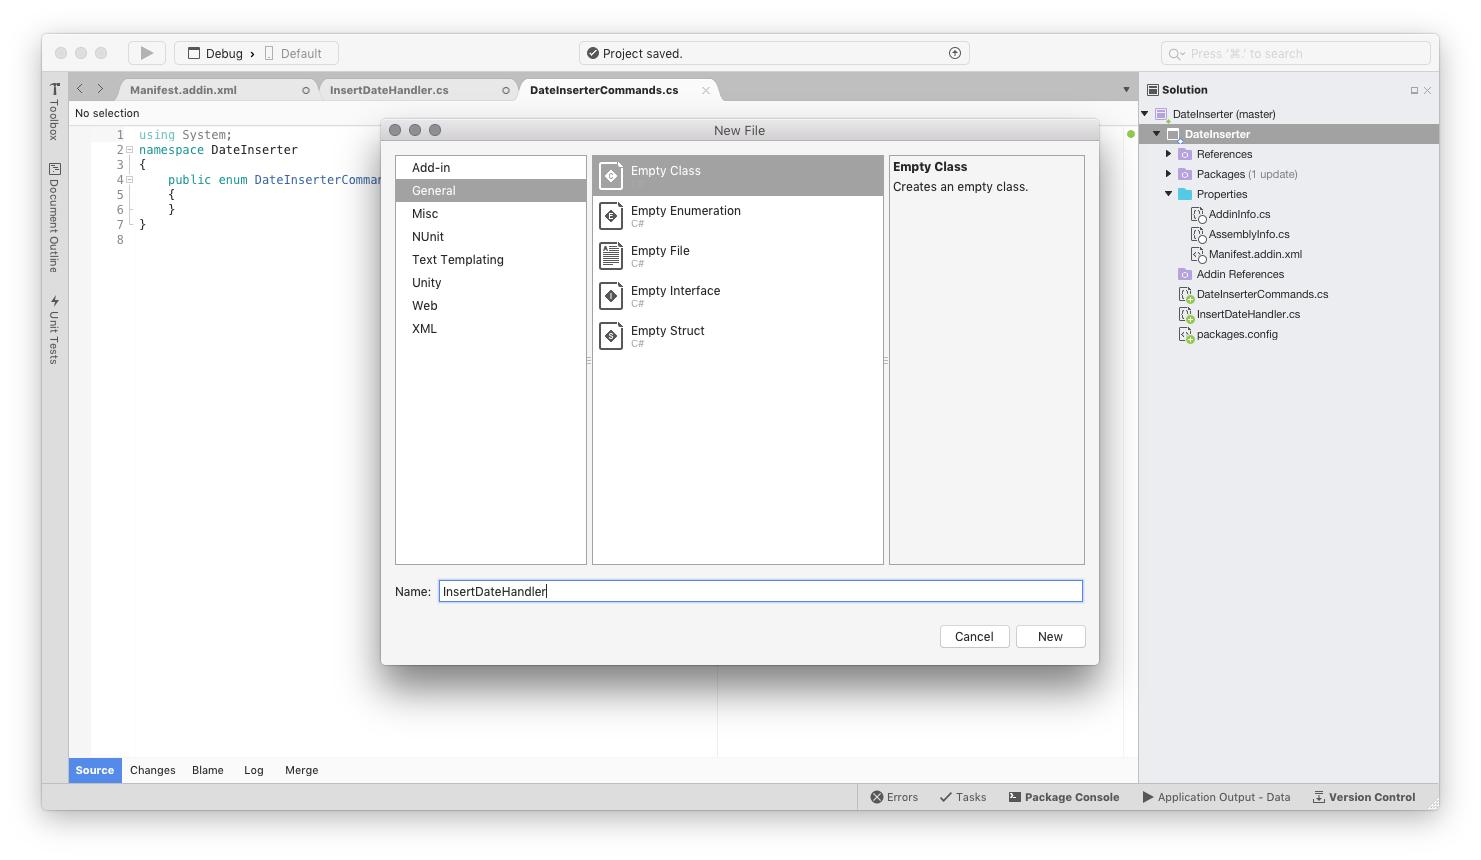 Debug › Default
Project saved.
Press '⌘.' to search
Toolbox
Document Outline
Unit Tests
Manifest.addin.xml
InsertDateHandler.cs
DateInserterCommands.cs
No selection
1 using System;
2 namespace DateInserter
3 {
4 public enum DateInserterComman
5 {
6 }
7 }
8
New File
Add-in
General
Misc
NUnit
Text Templating
Unity
Web
XML
Empty Class
Empty Enumeration
C#
Empty File
C#
Empty Interface
C#
Empty Struct
C#
Empty Class
Creates an empty class.
Name: InsertDateHandler
Cancel
New
Solution
DateInserter (master)
DateInserter
References
Packages (1 update)
Properties
AddinInfo.cs
AssemblyInfo.cs
Manifest.addin.xml
Addin References
DateInserterCommands.cs
InsertDateHandler.cs
packages.config
Source Changes Blame Log Merge
Errors Tasks Package Console Application Output - Data Version Control